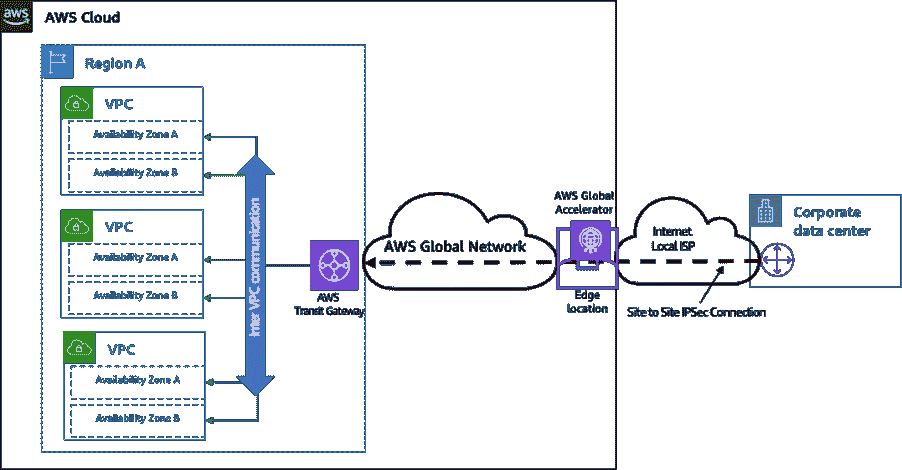 aws
AWS Cloud
Region A
VPC
Availability Zone A
Availability Zone B
VPC
Availability Zone A
Availability Zone B
VPC
Availability Zone A
Availability Zone B
Inter VPC communication
AWS
Transit Gateway
AWS Global Network
AWS Global
Accelerator
Edge
location
Internet
Local ISP
Site to Site IPSec Connection
Corporate
data center